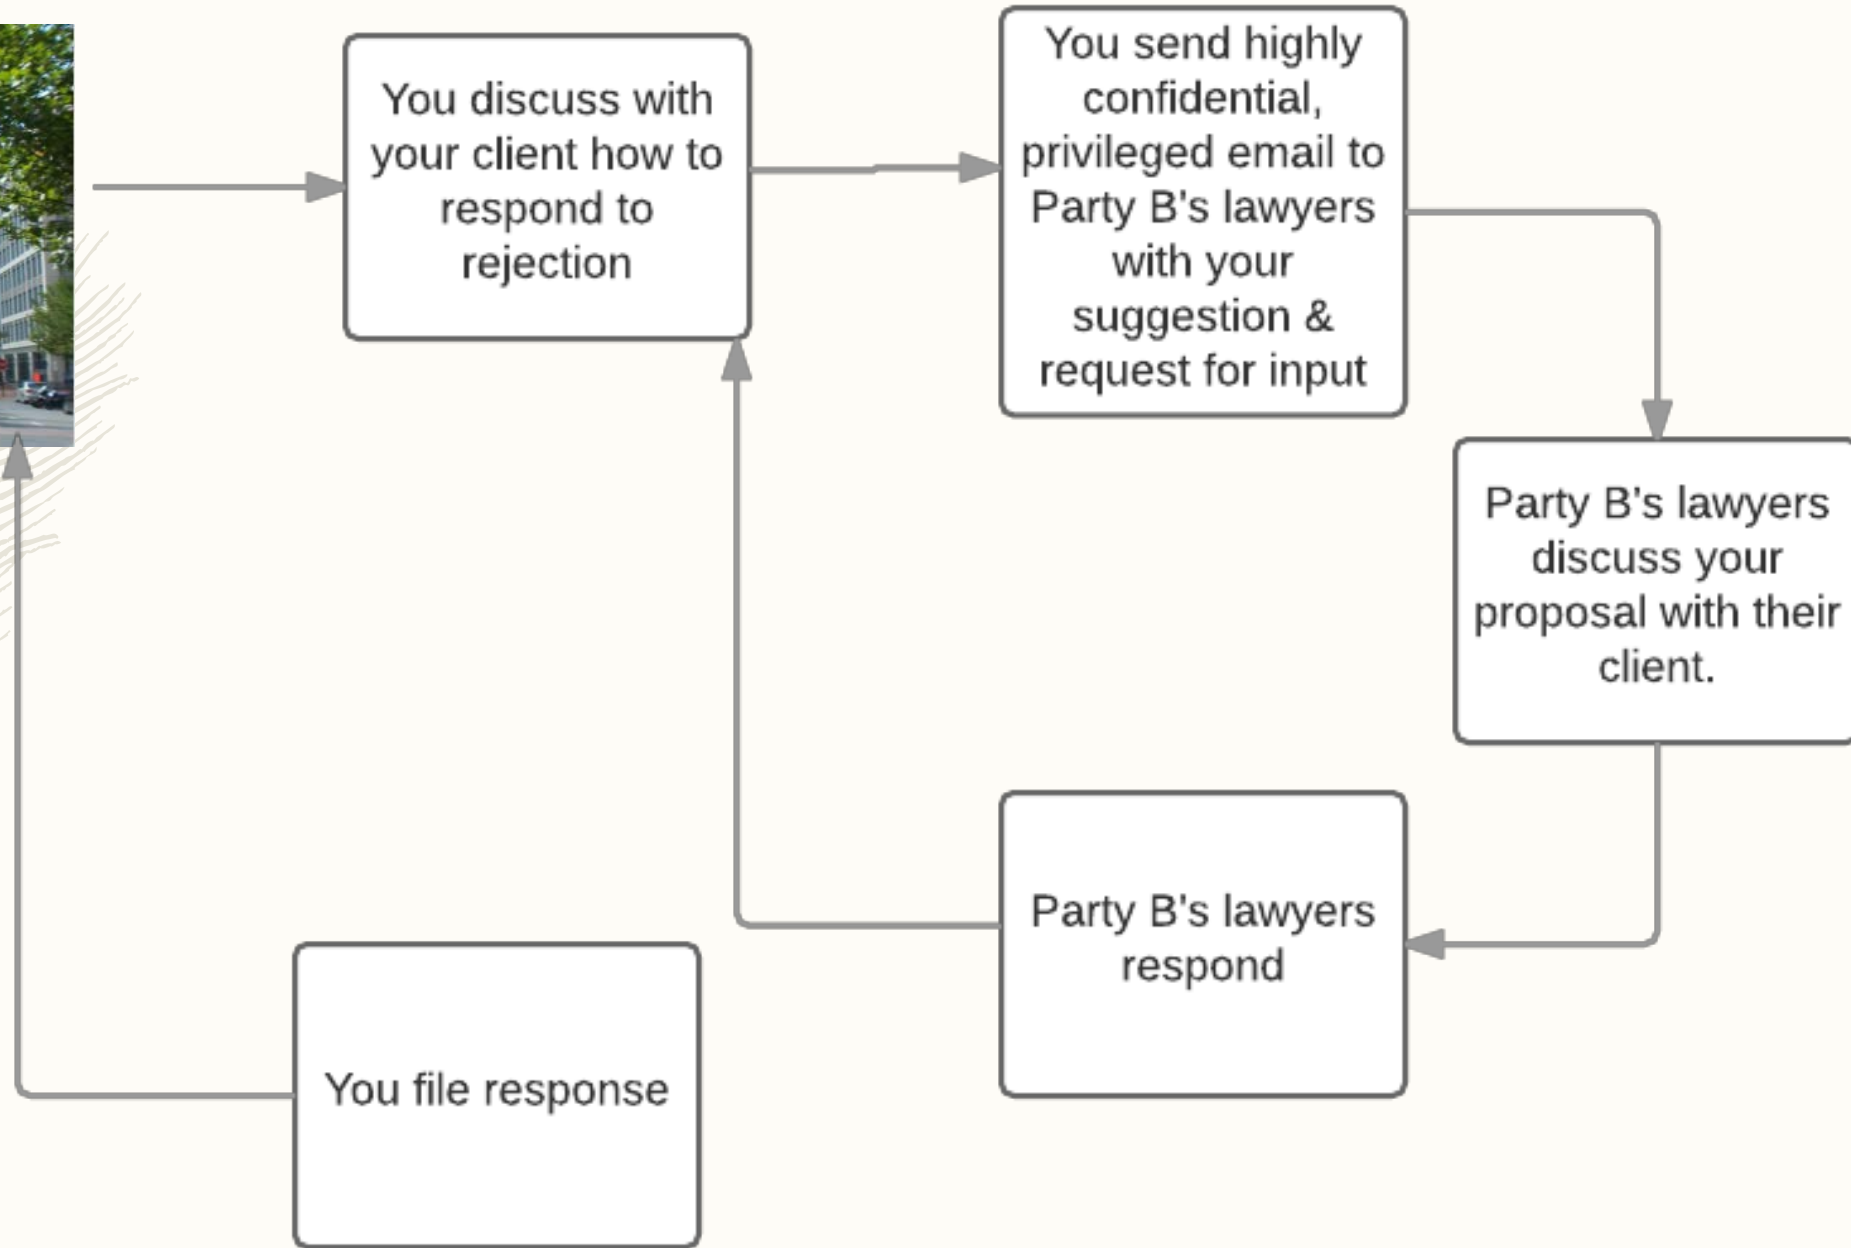 You discuss with
your client how to
respond to
rejection
You send highly
confidential,
privileged email to
Party B's lawyers
with your
suggestion &
request for input
Party B's lawyers
discuss your
proposal with their
client.
Party B's lawyers
respond
You file response